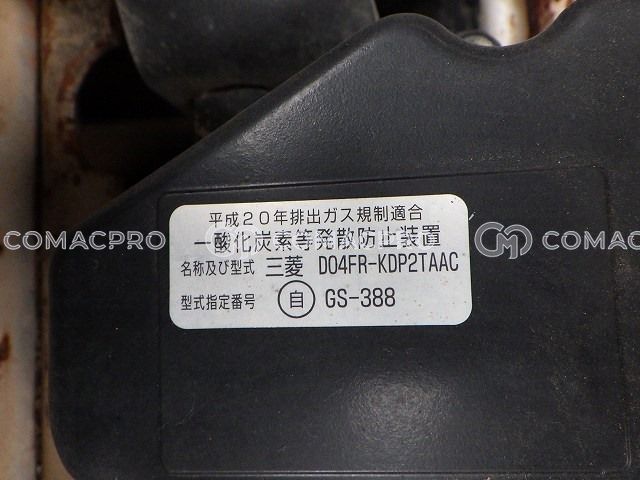 平成20年排出ガス規制適合
一酸化炭素等発散防止装置
名称及び型式 三菱 D04FR-KDP2TAAC
型式指定番号 自 GS-388
COMACPRO
COMACPRO